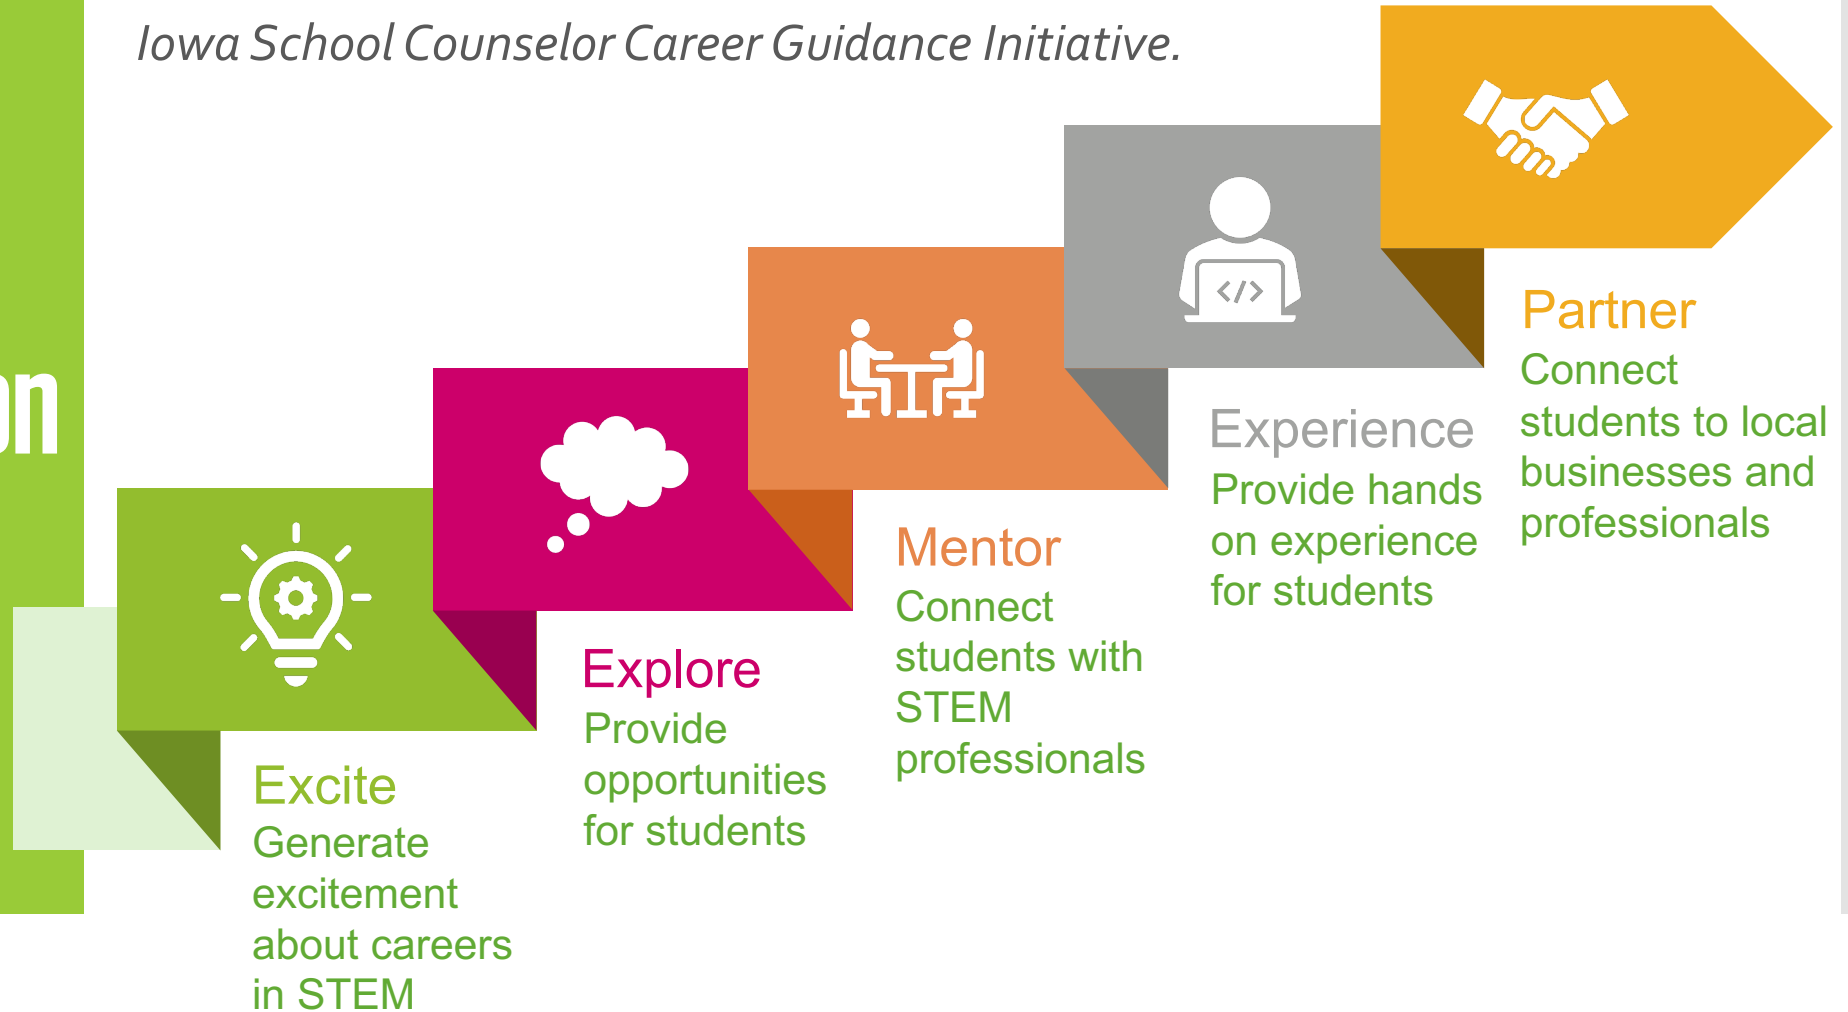 Iowa School Counselor Career Guidance Initiative.
on
</>
Excite
Generate
excitement
about careers
in STEM
Explore
Provide
opportunities
for students
Mentor
Connect
students with
STEM
professionals
Experience
Provide hands
on experience
for students
Partner
Connect
students to local
businesses and
professionals